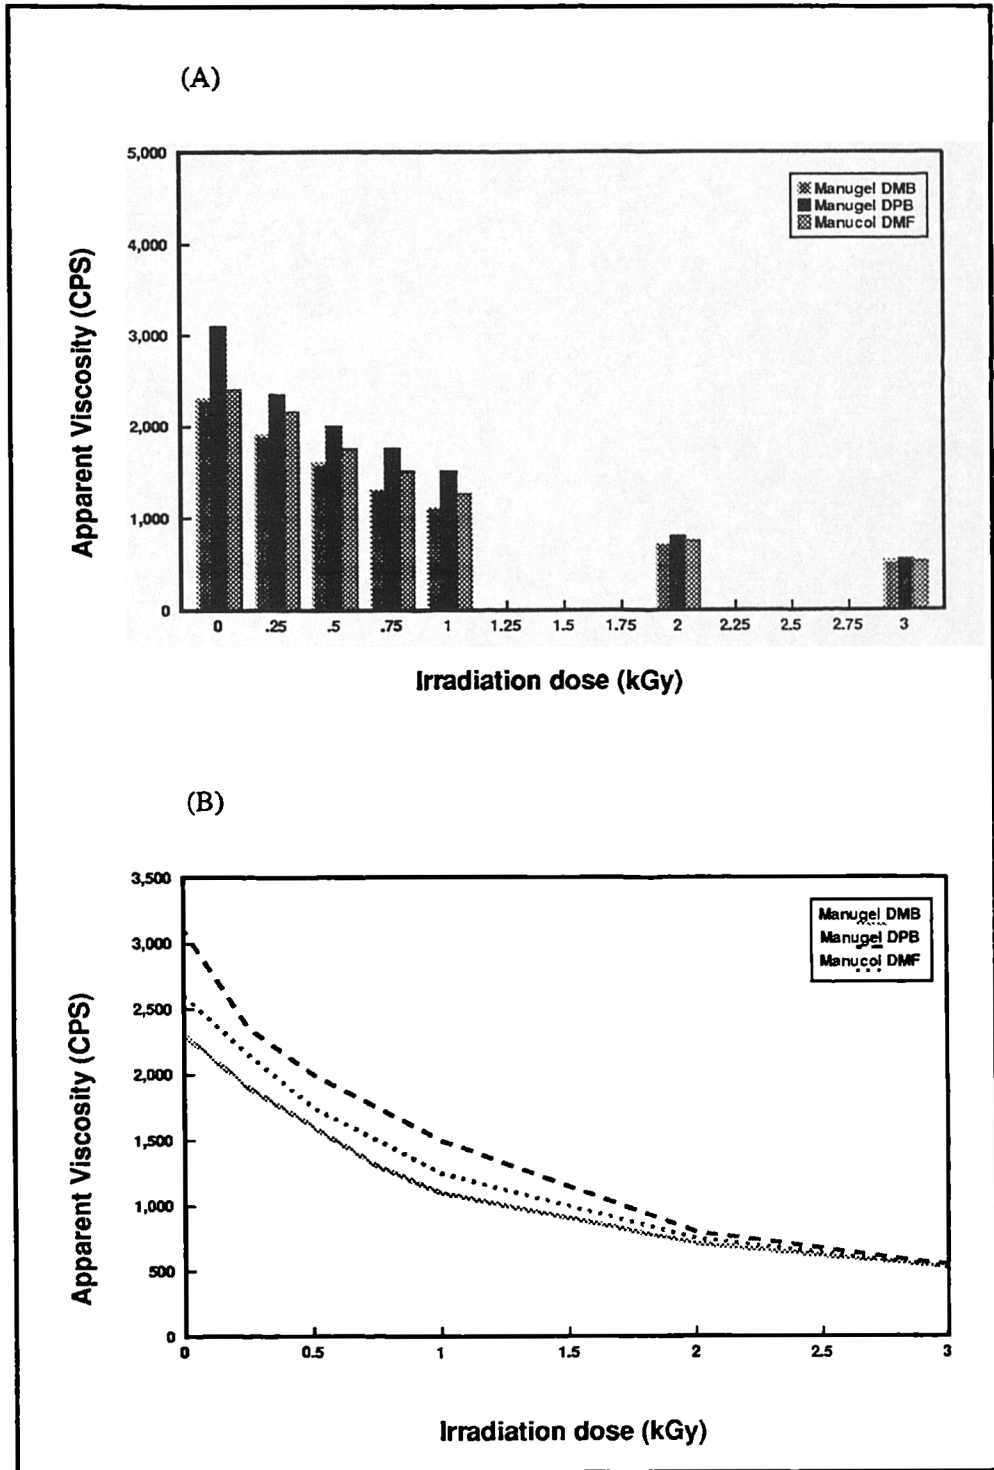 (A)
5,000
4,000
3,000
2,000
1,000
0
Apparent Viscosity (CPS)
Manugel DMB
Manugel DPB
Manucol DMF
0 .25 .5 .75 1 1.25 1.5 1.75 2 2.25 2.5 2.75 3
Irradiation dose (kGy)
(B)
3,500
3,000
2,500
2,000
1,500
1,000
500
0
Apparent Viscosity (CPS)
Manugel DMB
Manugel DPB
Manucol DMF
0 0.5 1 1.5 2 2.5 3
Irradiation dose (kGy)